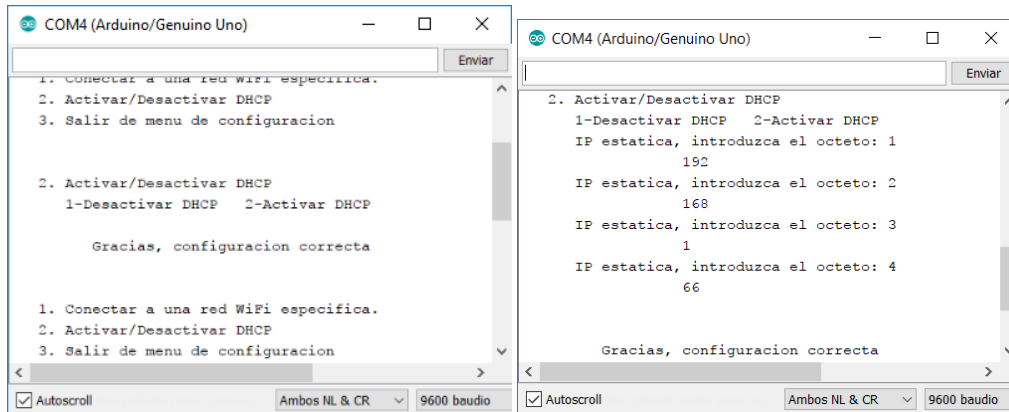 COM4 (Arduino/Genuino Uno)
Enviar
1. Conectar a una red WiFi especifica.
2. Activar/Desactivar DHCP
3. Salir de menu de configuracion
2. Activar/Desactivar DHCP
1-Desactivar DHCP 2-Activar DHCP
Gracias, configuracion correcta
1. Conectar a una red WiFi especifica.
2. Activar/Desactivar DHCP
3. Salir de menu de configuracion
Autoscroll
Ambos NL & CR
9600 baudio
COM4 (Arduino/Genuino Uno)
Enviar
2. Activar/Desactivar DHCP
1-Desactivar DHCP 2-Activar DHCP
IP estatica, introduzca el octeto: 1
192
IP estatica, introduzca el octeto: 2
168
IP estatica, introduzca el octeto: 3
1
IP estatica, introduzca el octeto: 4
66
Gracias, configuracion correcta
Autoscroll
Ambos NL & CR
9600 baudio